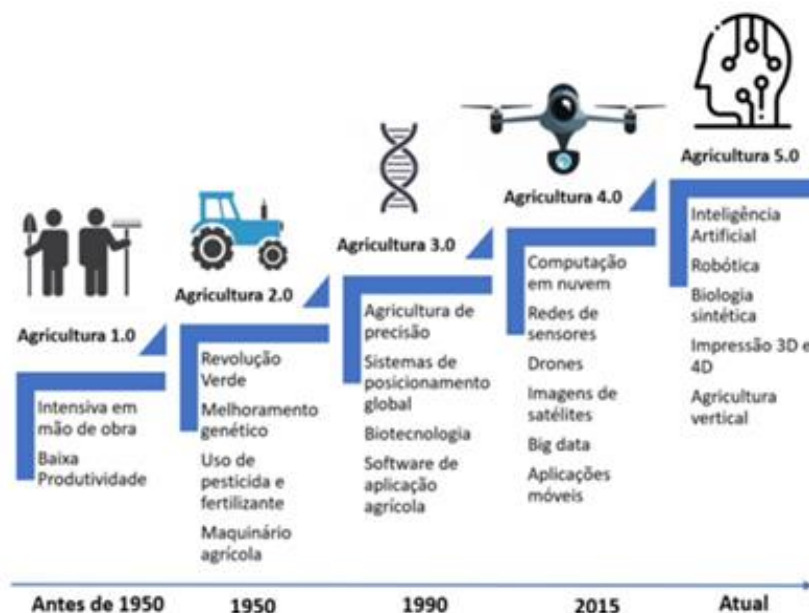 Agricultura 1.0
Intensiva em
mão de obra
Baixa
Produtividade
Agricultura 2.0
Revolução
Verde
Melhoramento
genético
Uso de
pesticida e
fertilizante
Maquinário
agrícola
Agricultura 3.0
Agricultura de
precisão
Sistemas de
posicionamento
global
Biotecnologia
Software de
aplicação
agrícola
Agricultura 4.0
Computação
em nuvem
Redes de
sensores
Drones
Imagens de
satélites
Big data
Aplicações
móveis
Agricultura 5.0
Inteligência
Artificial
Robótica
Biologia
sintética
Impressão 3D e
4D
Agricultura
vertical
Antes de 1950
1950
1990
2015
Atual